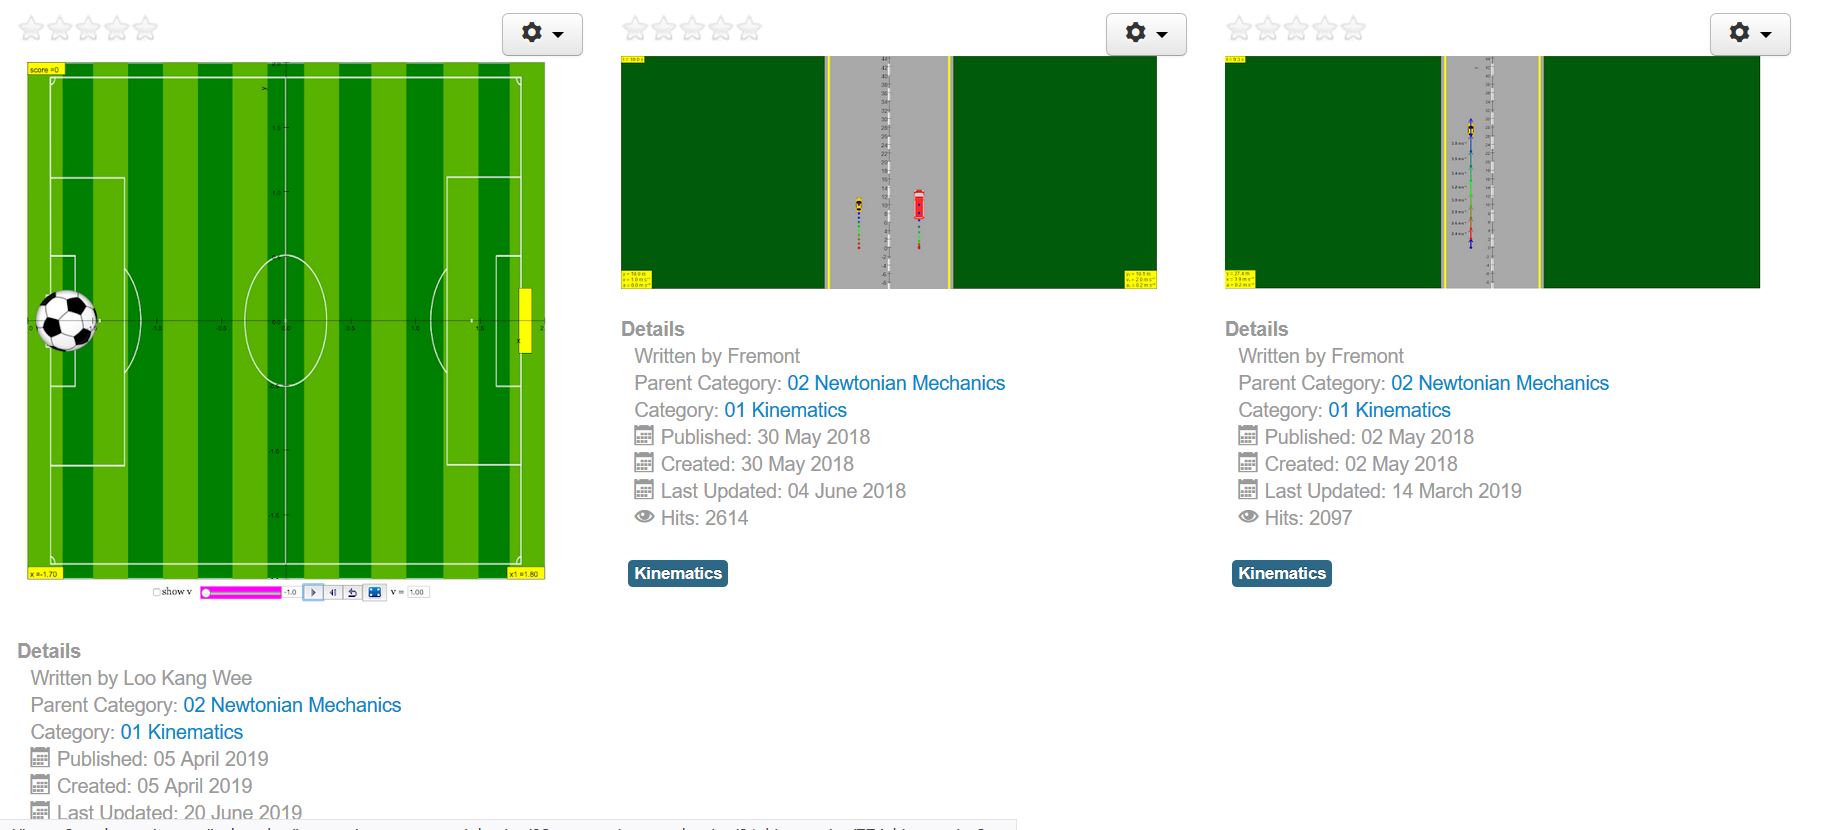 score =0
x =-1.70
x1 =1.80
show v
-1.0
v =
1.00
Details
Written by Loo Kang Wee
Parent Category: 02 Newtonian Mechanics
Category: 01 Kinematics
Published: 05 April 2019
Created: 05 April 2019
Last Updated: 20 June 2019
Details
Written by Fremont
Parent Category: 02 Newtonian Mechanics
Category: 01 Kinematics
Published: 30 May 2018
Created: 30 May 2018
Last Updated: 04 June 2018
Hits: 2614
Kinematics
Details
Written by Fremont
Parent Category: 02 Newtonian Mechanics
Category: 01 Kinematics
Published: 02 May 2018
Created: 02 May 2018
Last Updated: 14 March 2019
Hits: 2097
Kinematics